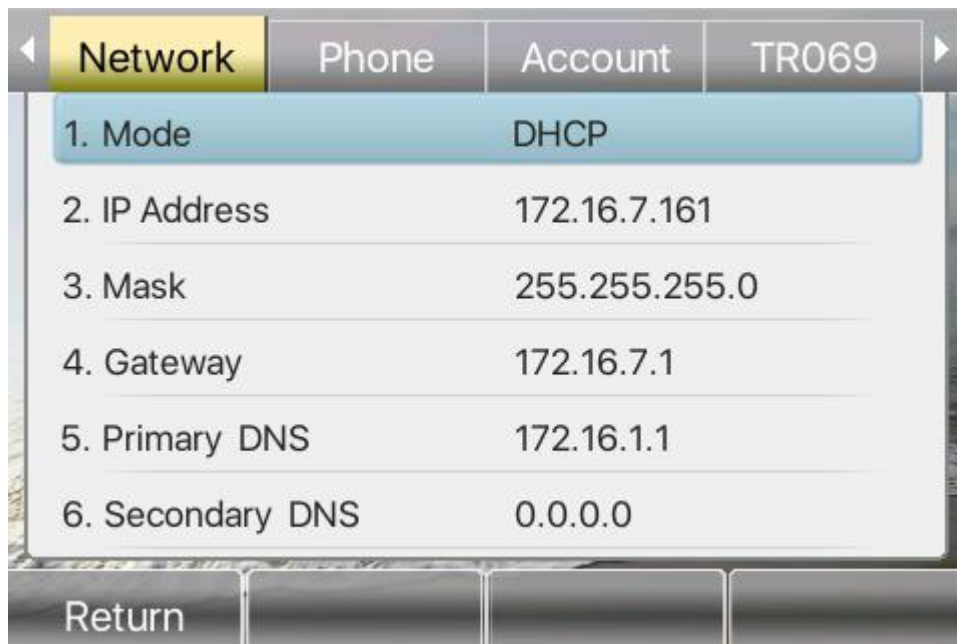 Network Phone Account TR069
1. Mode DHCP
2. IP Address 172.16.7.161
3. Mask 255.255.255.0
4. Gateway 172.16.7.1
5. Primary DNS 172.16.1.1
6. Secondary DNS 0.0.0.0
Return